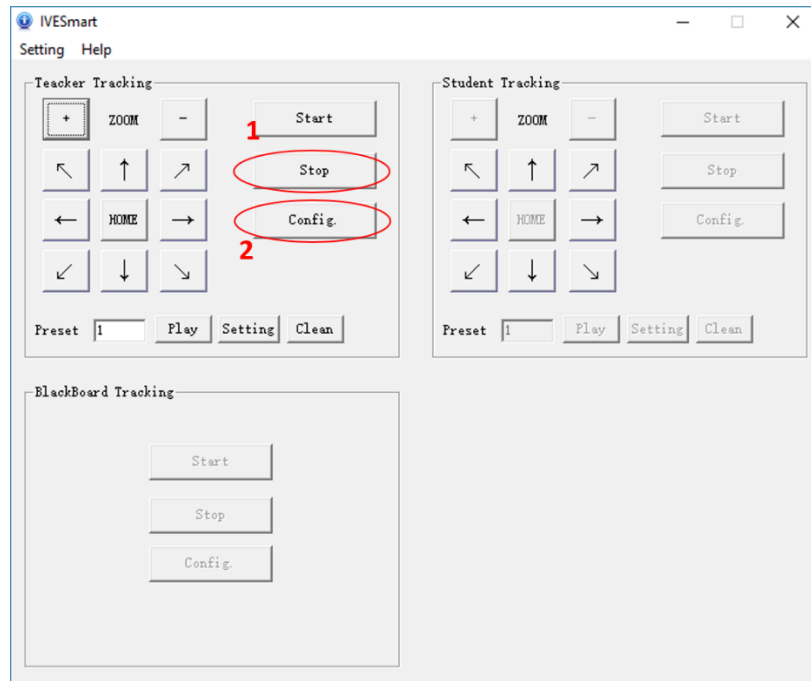 IVESmart
Setting Help
Teacker Tracking
+ ZOOM - Start
1
Stop
HOME Config.
2
Preset 1 Play Setting Clean
Student Tracking
+ ZOOM - Start
Stop
HOME Config.
Preset 1 Play Setting Clean
BlackBoard Tracking
Start
Stop
Config.